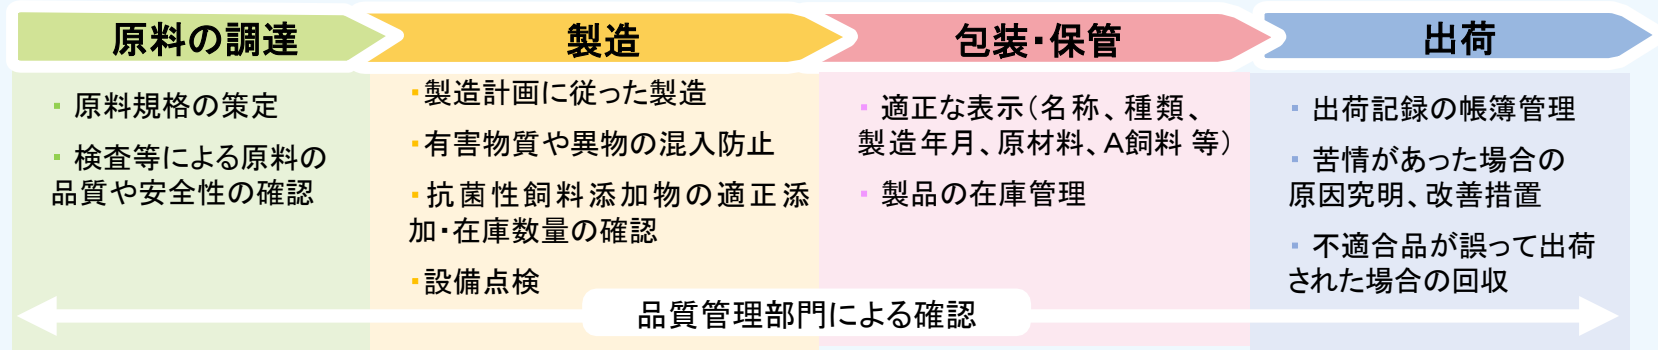 原料の調達
・ 原料規格の策定
・ 検査等による原料の
品質や安全性の確認
製造
・製造計画に従った製造
・有害物質や異物の混入防止
・抗菌性飼料添加物の適正添
加・在庫数量の確認
・設備点検
包装・保管
・ 適正な表示（名称、種類、
製造年月、原材料、A飼料 等）
・ 製品の在庫管理
出荷
・ 出荷記録の帳簿管理
・ 苦情があった場合の
原因究明、改善措置
・ 不適合品が誤って出荷
された場合の回収
品質管理部門による確認